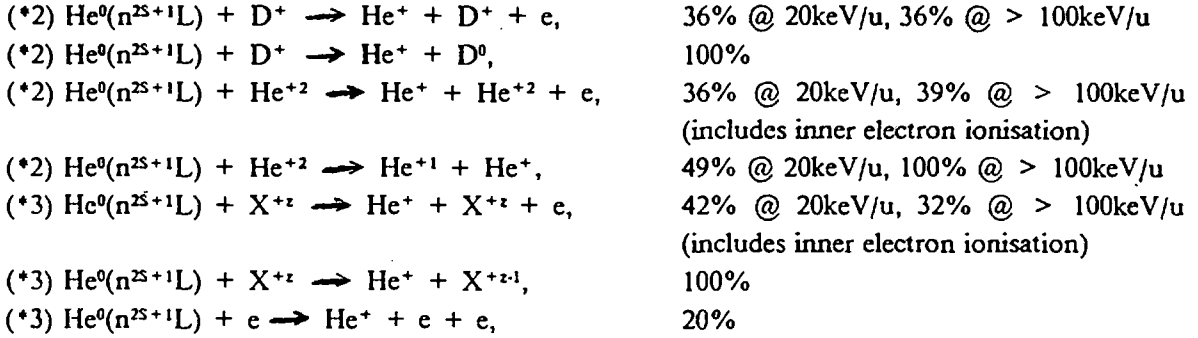 (*2) He⁰(n²ˢ⁺¹L) + D⁺ → He⁺ + D⁺ + e, 36% @ 20keV/u, 36% @ > 100keV/u
(*2) He⁰(n²ˢ⁺¹L) + D⁺ → He⁺ + D⁰, 100%
(*2) He⁰(n²ˢ⁺¹L) + He⁺² → He⁺ + He⁺² + e, 36% @ 20keV/u, 39% @ > 100keV/u
(includes inner electron ionisation)
(*2) He⁰(n²ˢ⁺¹L) + He⁺² → He⁺¹ + He⁺, 49% @ 20keV/u, 100% @ > 100keV/u
(*3) He⁰(n²ˢ⁺¹L) + X⁺ᶻ → He⁺ + X⁺ᶻ + e, 42% @ 20keV/u, 32% @ > 100keV/u
(includes inner electron ionisation)
(*3) He⁰(n²ˢ⁺¹L) + X⁺ᶻ → He⁺ + X⁺ᶻ⁻¹, 100%
(*3) He⁰(n²ˢ⁺¹L) + e → He⁺ + e + e, 20%